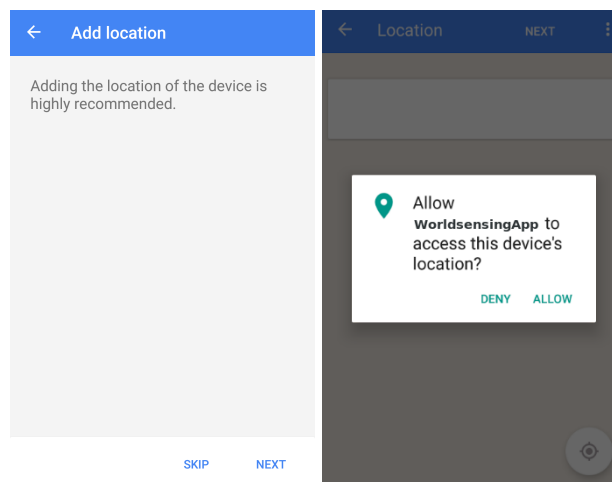 Add location
Adding the location of the device is
highly recommended.
SKIP NEXT
Location NEXT
Allow
WorldsensingApp to
access this device's
location?
DENY ALLOW